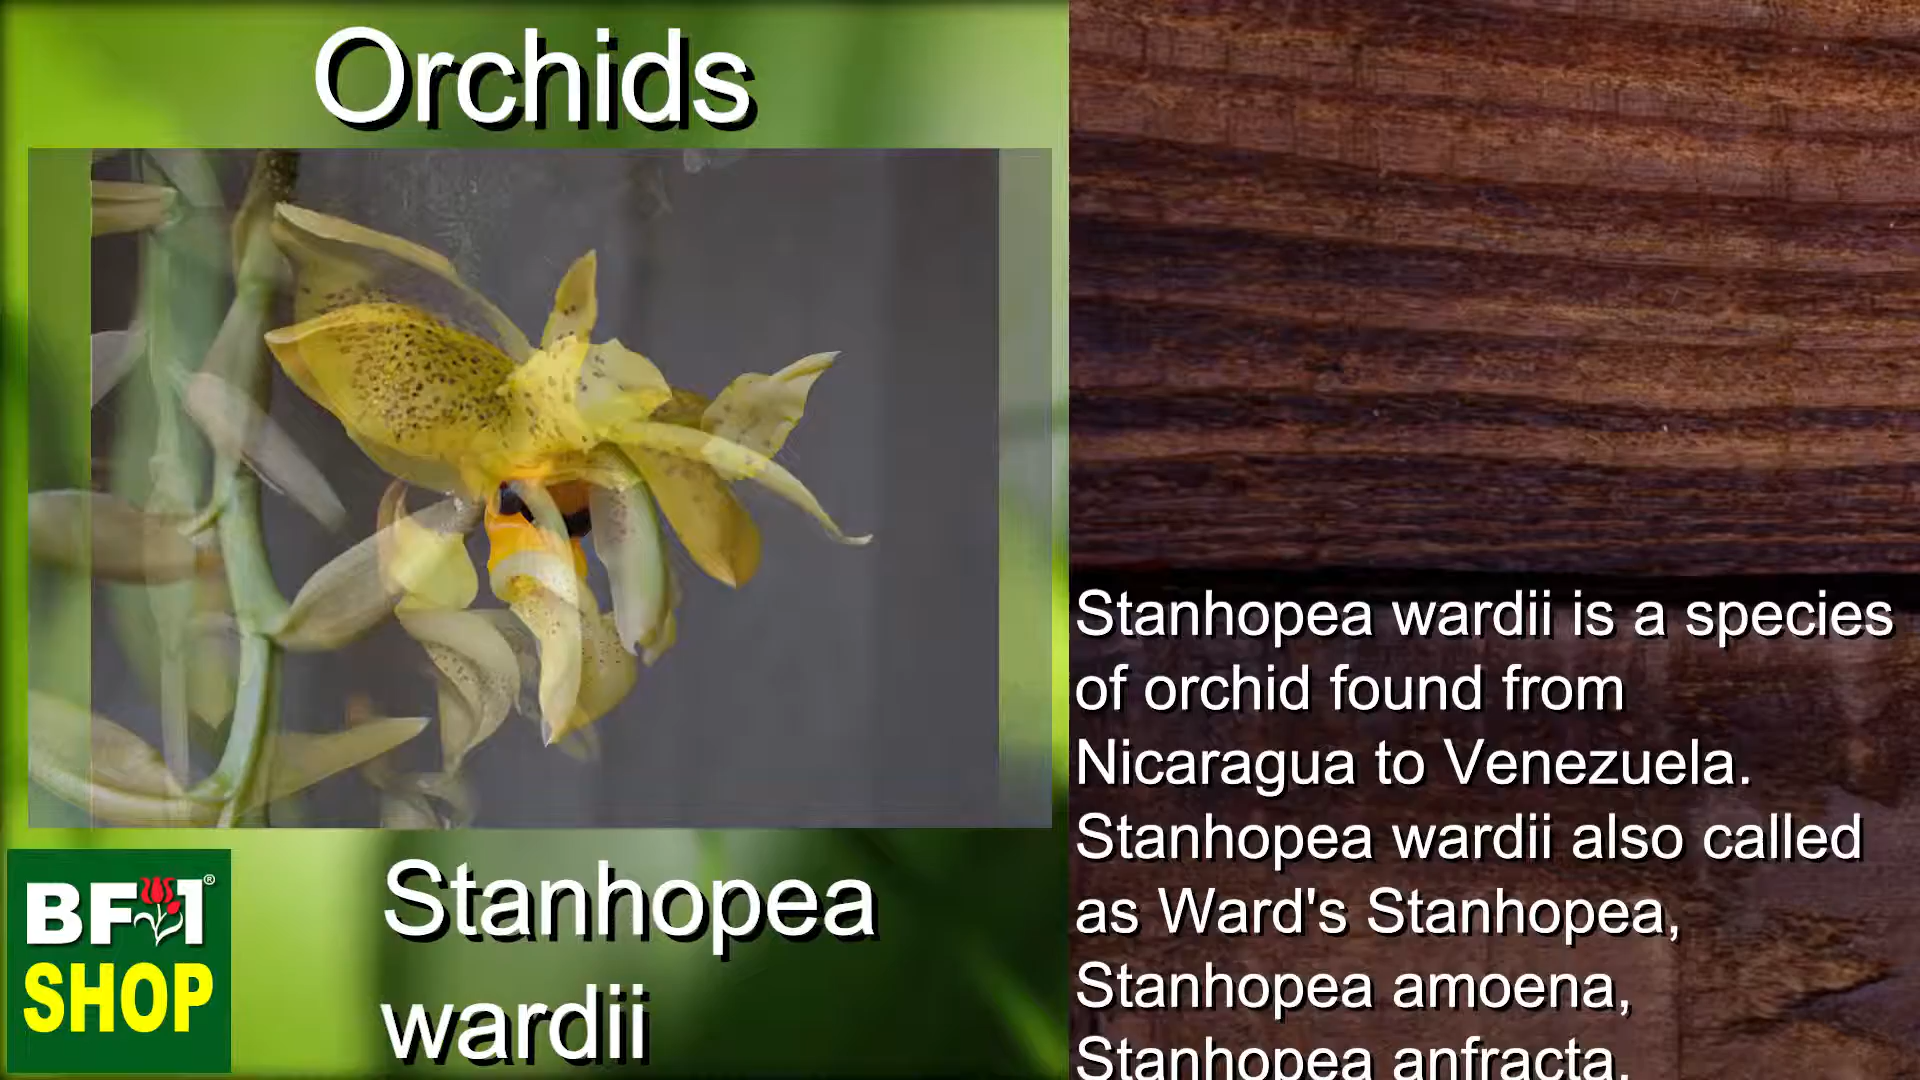 Orchids
BF1®
SHOP
Stanhopea
wardii
Stanhopea wardii is a species
of orchid found from
Nicaragua to Venezuela.
Stanhopea wardii also called
as Ward's Stanhopea,
Stanhopea amoena,
Stanhopea anfracta,